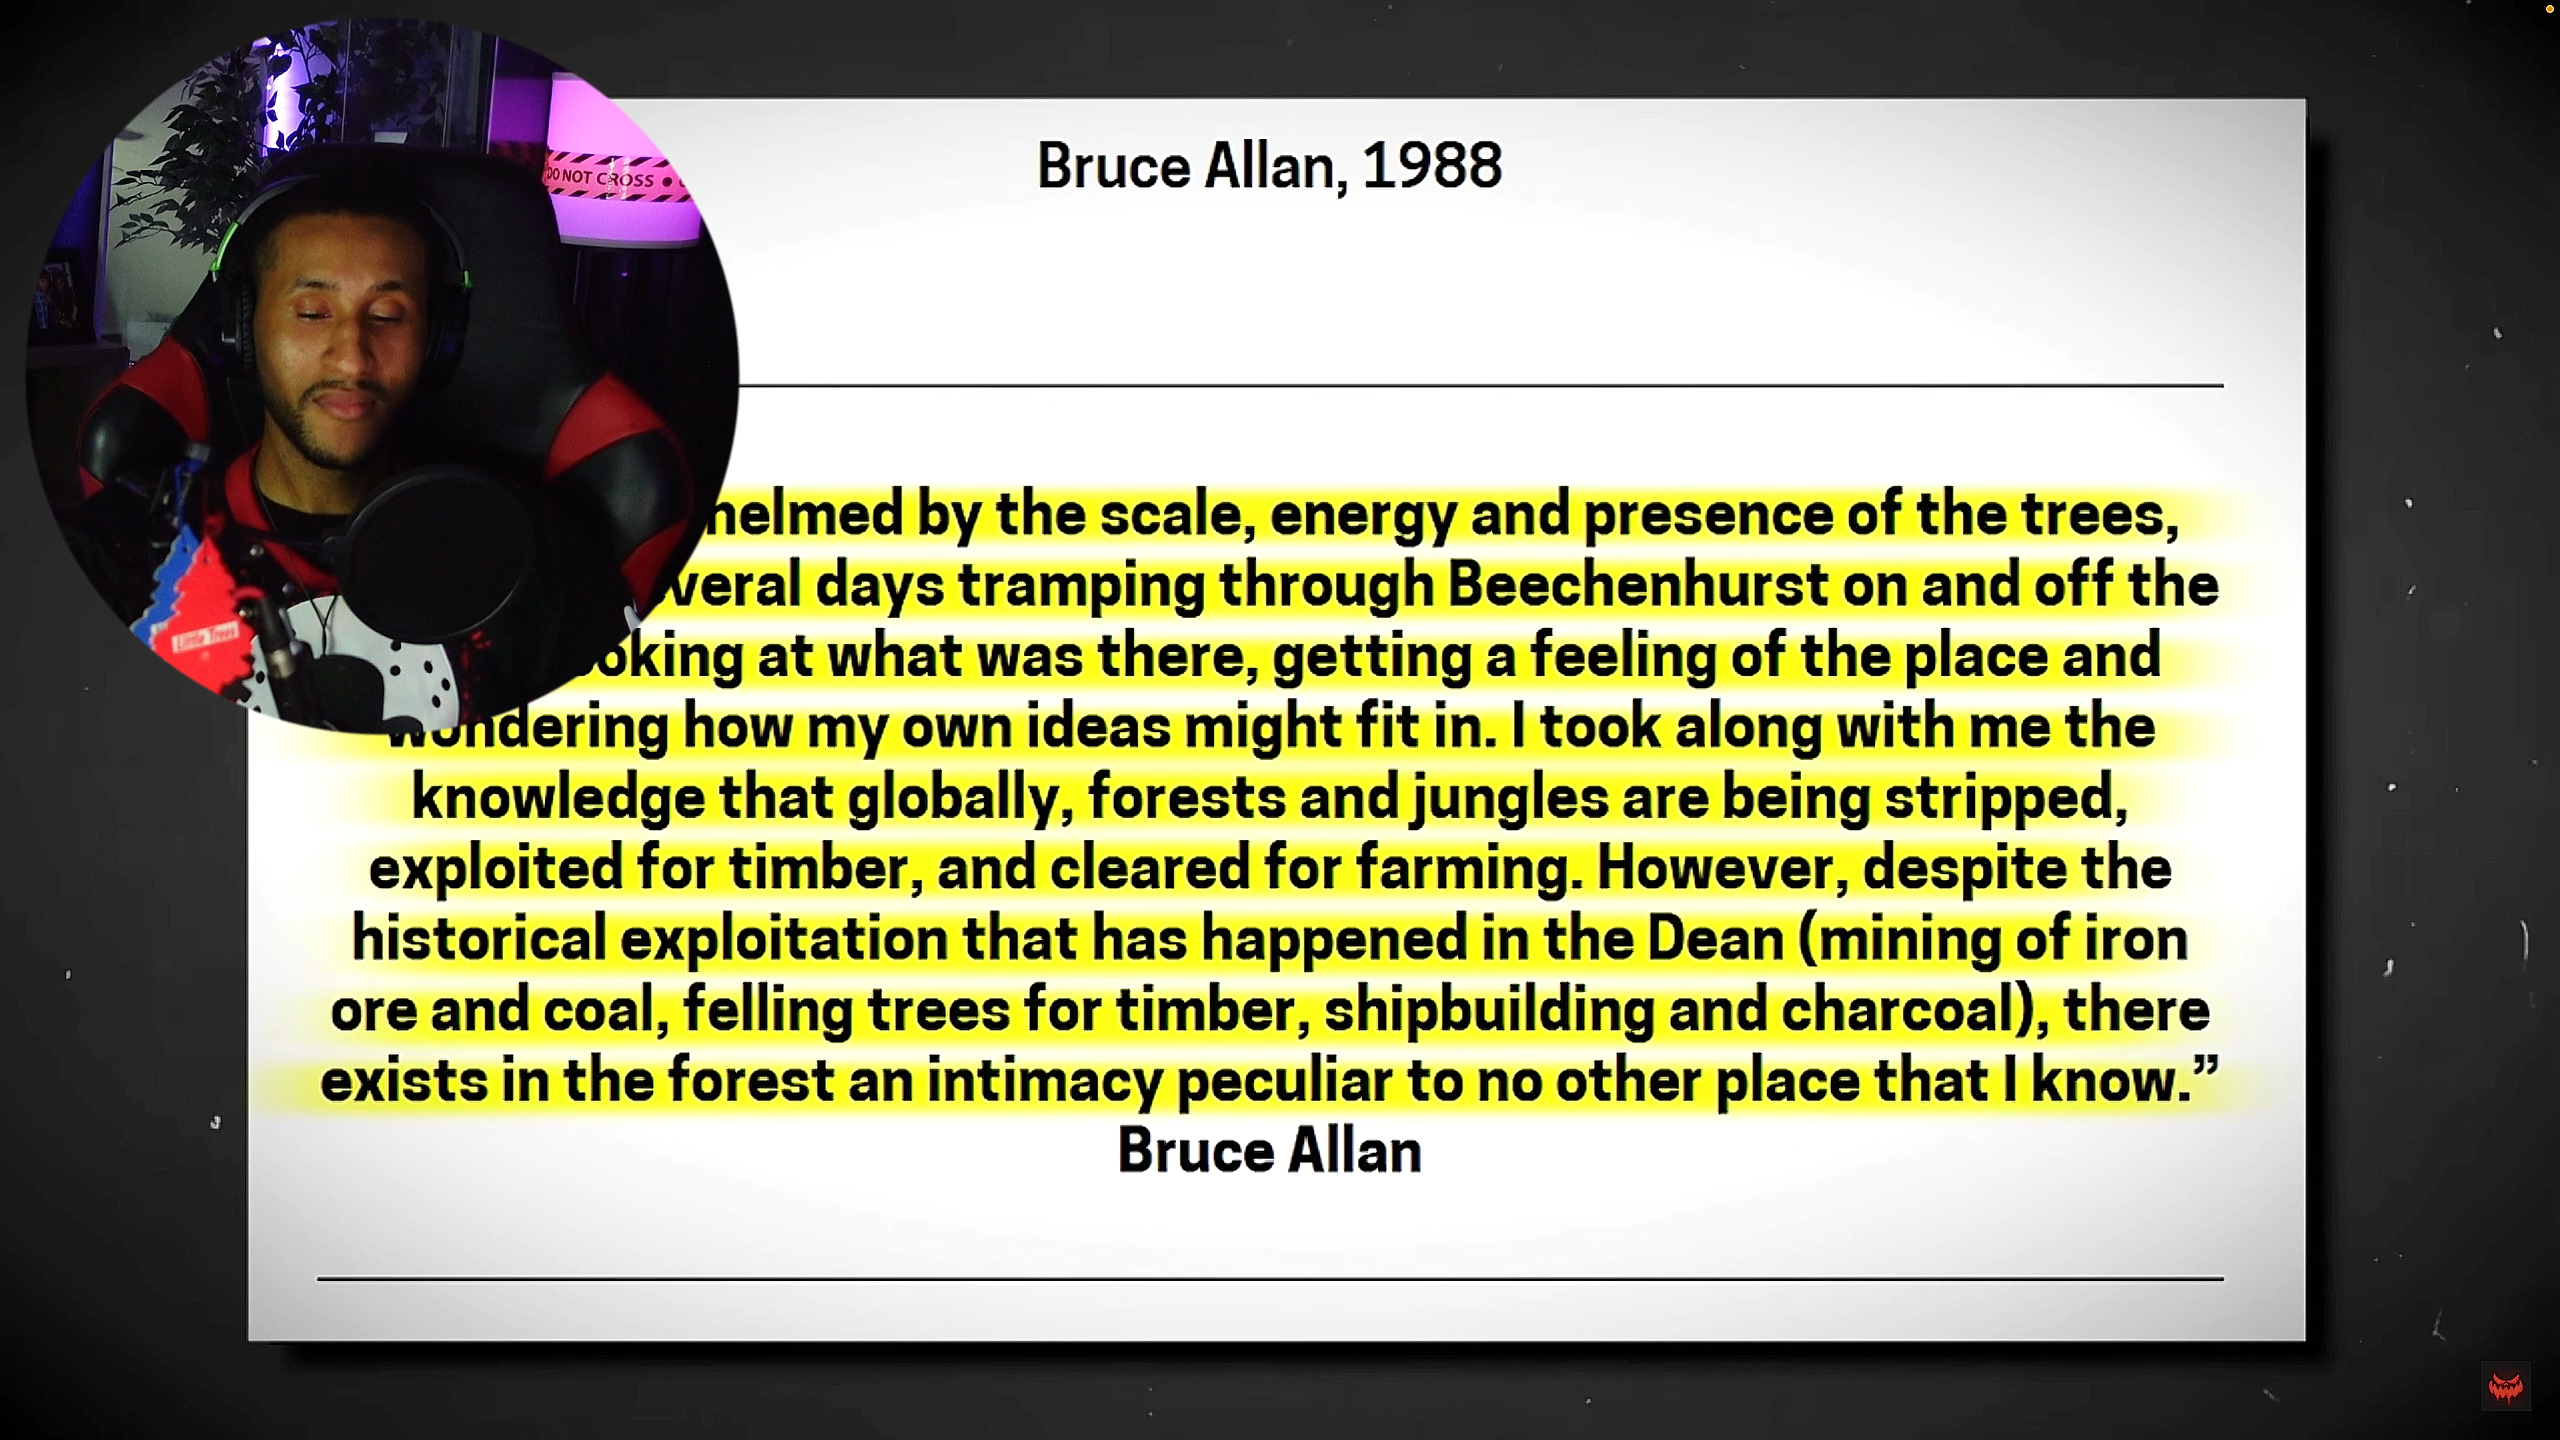 Bruce Allan, 1988
DO NOT CROSS
Little Trees
by the scale, energy and presence of the trees,
days tramping through Beechenhurst on and off the
at what was there, getting a feeling of the place and
wondering how my own ideas might fit in. I took along with me the
knowledge that globally, forests and jungles are being stripped,
exploited for timber, and cleared for farming. However, despite the
historical exploitation that has happened in the Dean (mining of iron
ore and coal, felling trees for timber, shipbuilding and charcoal), there
exists in the forest an intimacy peculiar to no other place that I know.”
Bruce Allan